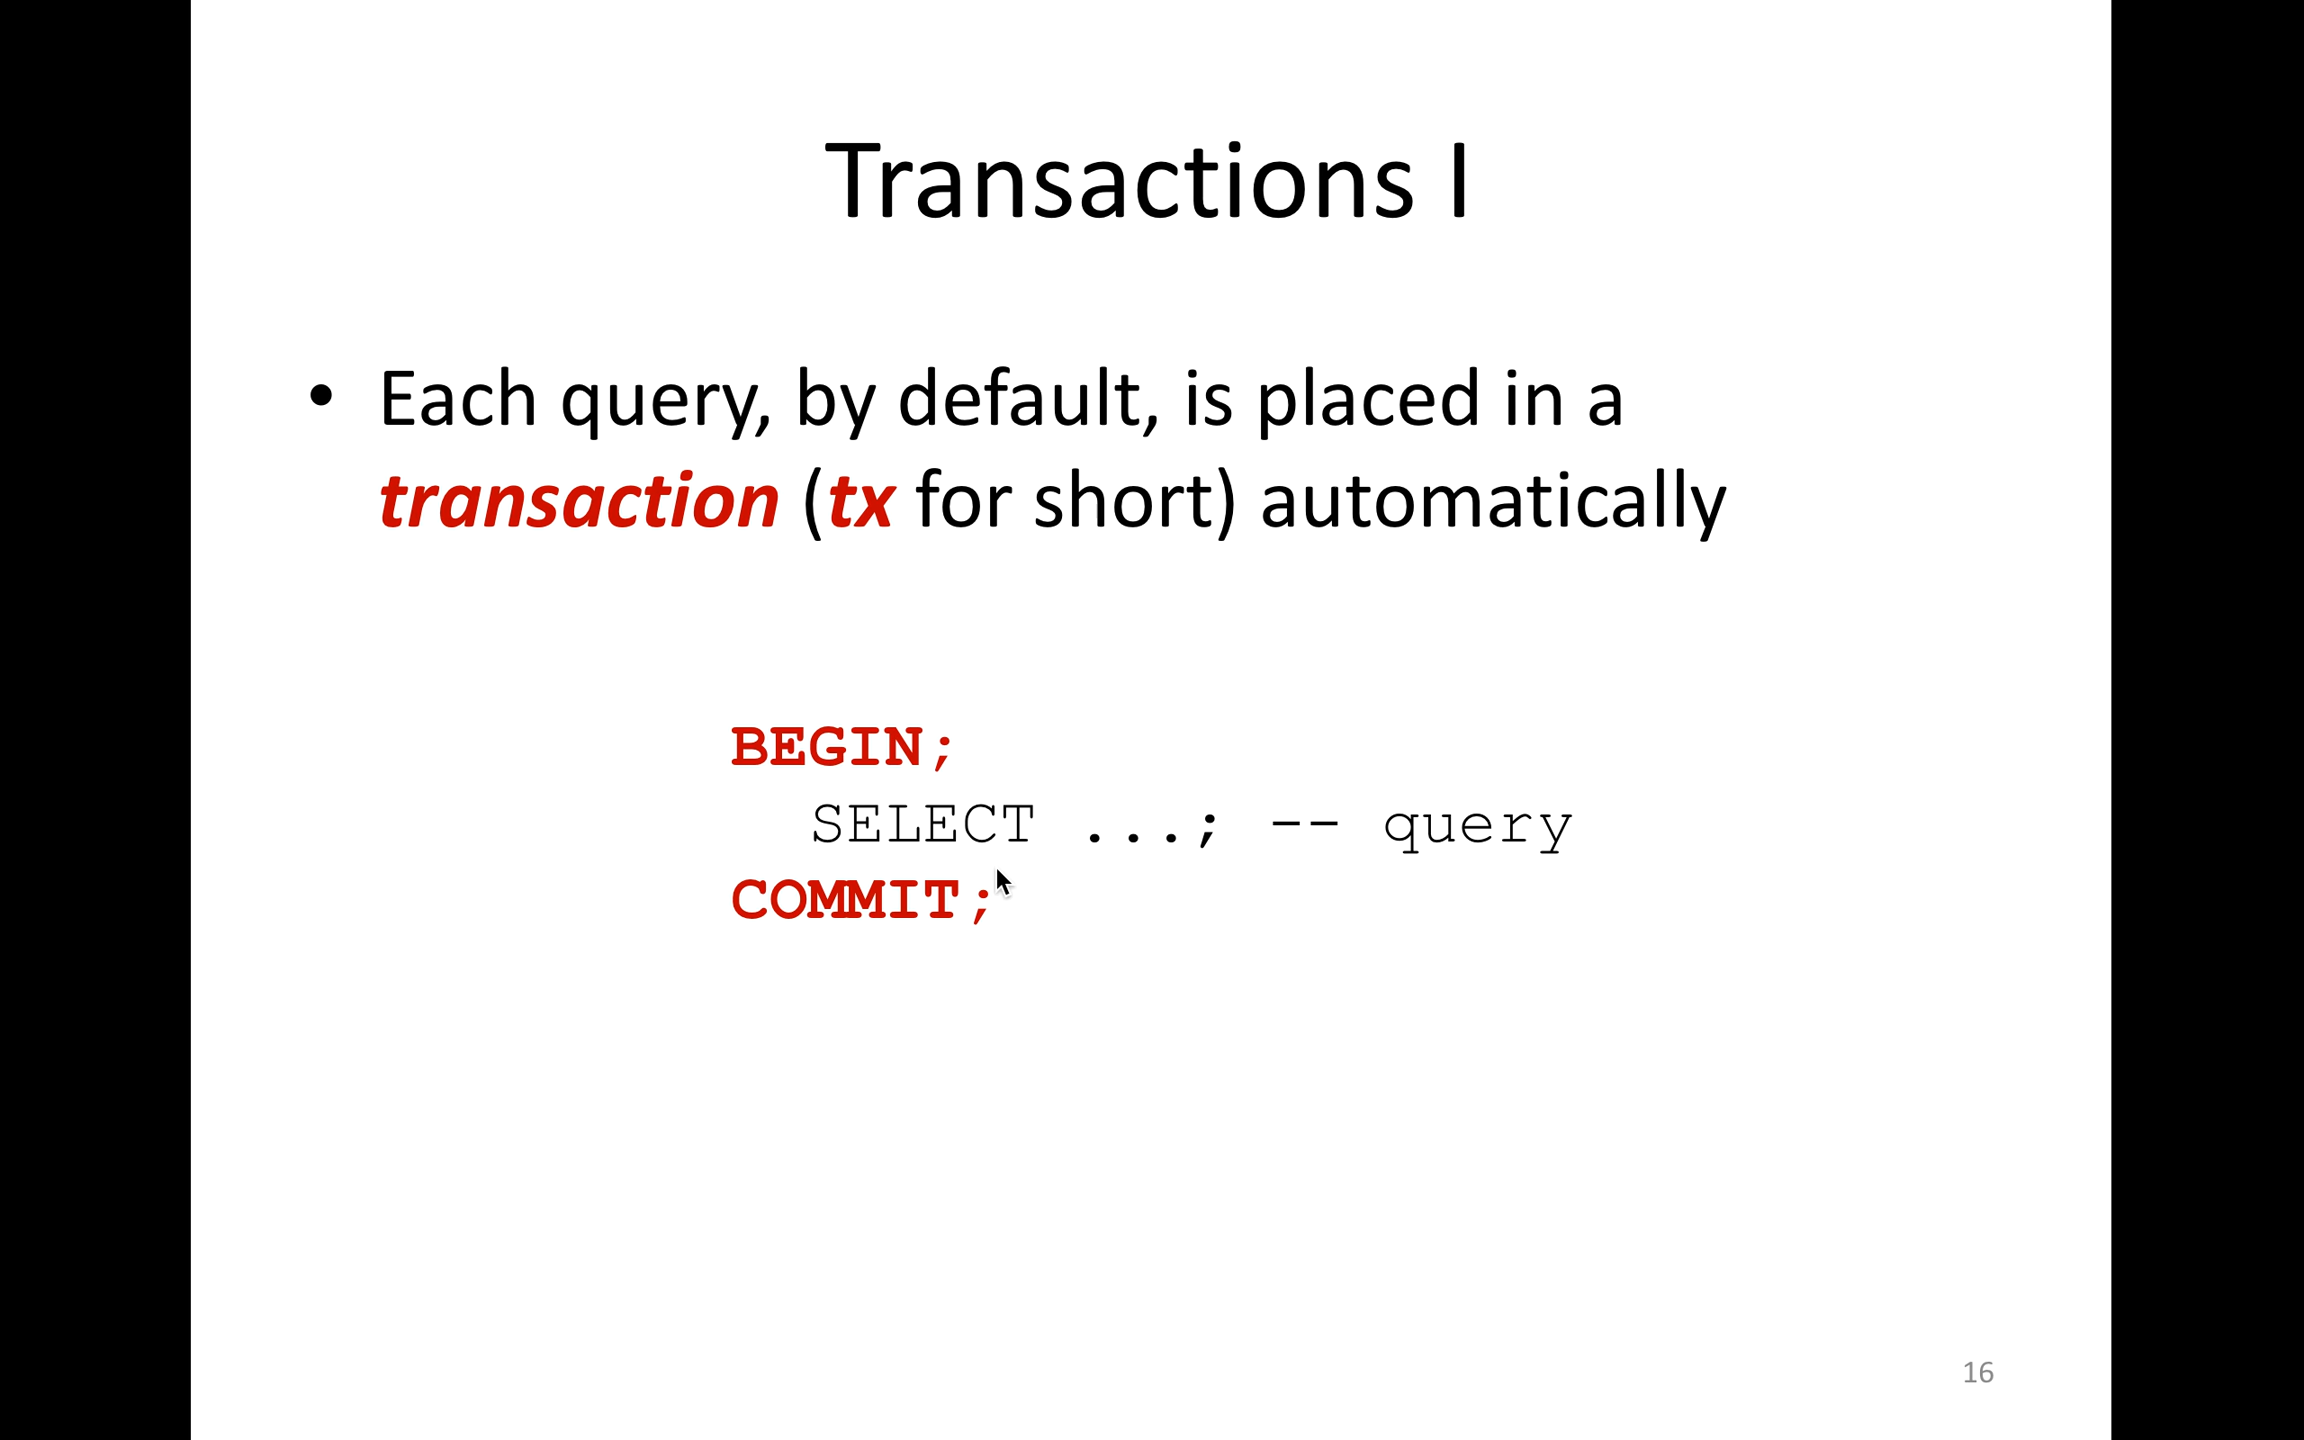 Transactions I
• Each query, by default, is placed in a
transaction (tx for short) automatically
BEGIN;
SELECT ...; -- query
COMMIT;
16